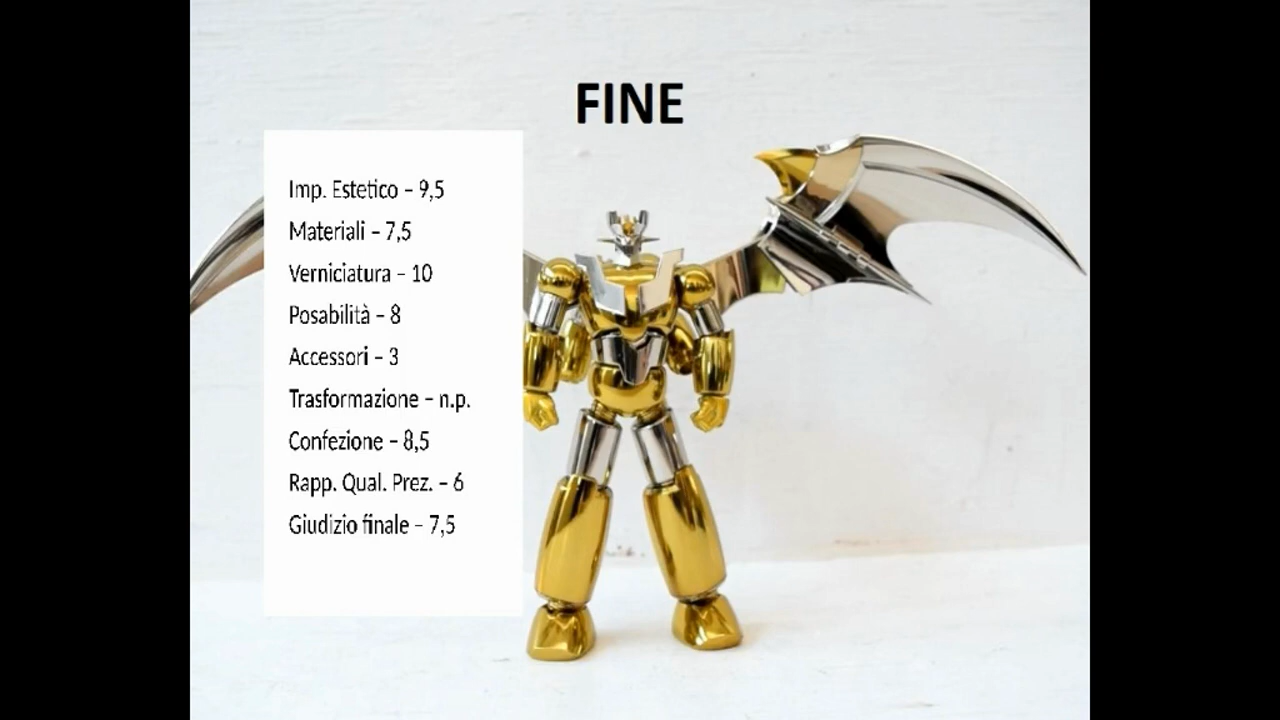 FINE
Imp. Estetico – 9,5
Materiali – 7,5
Verniciatura – 10
Posabilità – 8
Accessori – 3
Trasformazione – n.p.
Confezione – 8,5
Rapp. Qual. Prez. – 6
Giudizio finale – 7,5